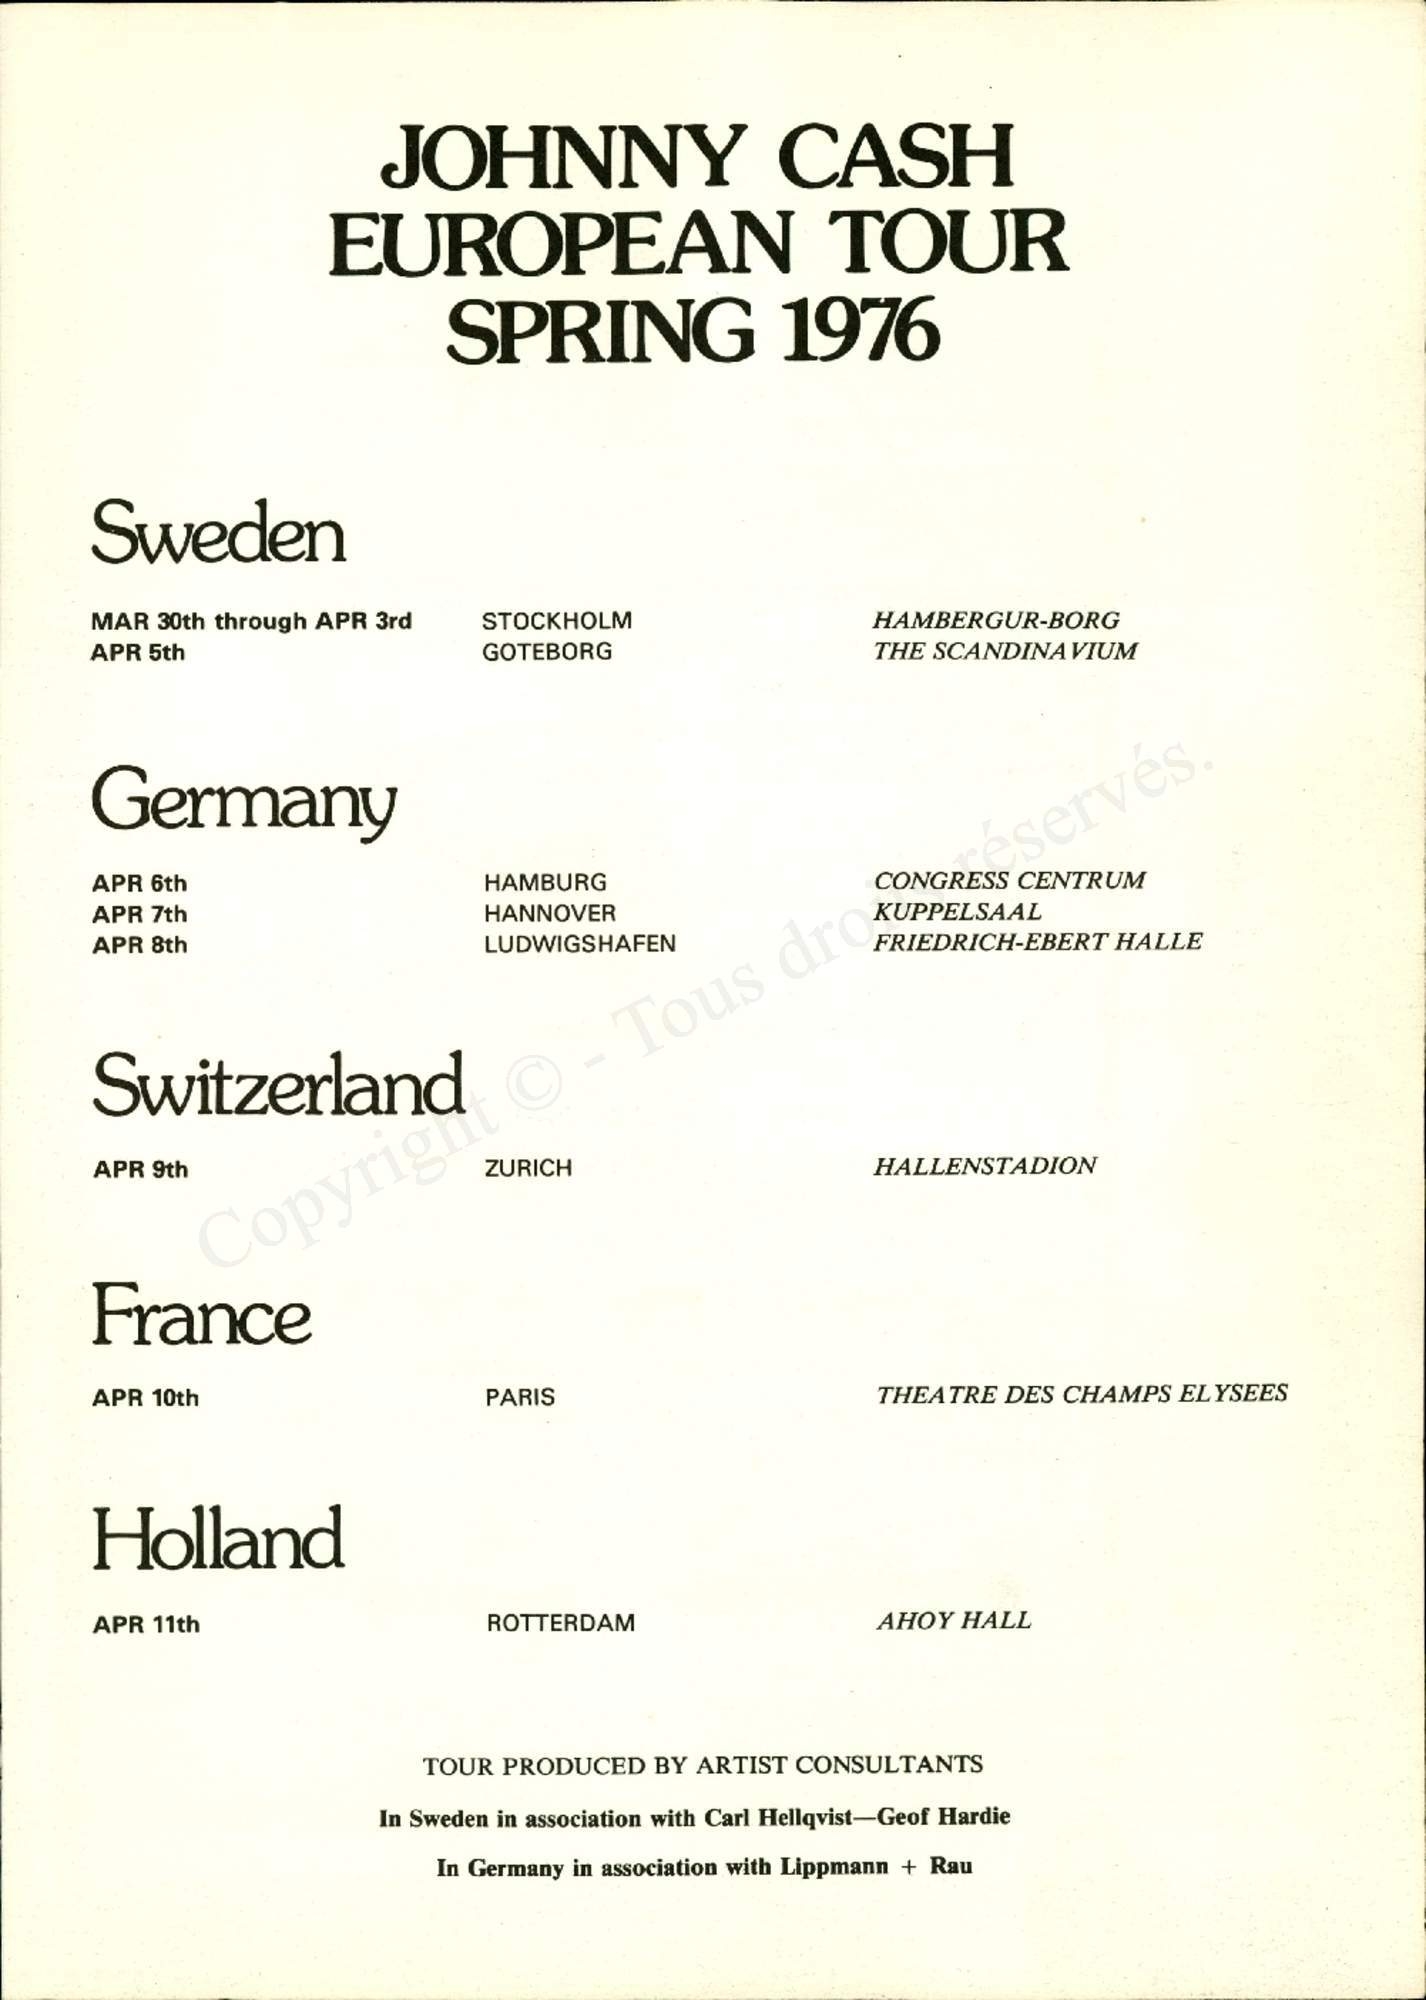 JOHNNY CASH
EUROPEAN TOUR
SPRING 1976
Sweden
MAR 30th through APR 3rd STOCKHOLM HAMBERGUR-BORG
APR 5th GOTEBORG THE SCANDINAVIUM
Germany
APR 6th HAMBURG CONGRESS CENTRUM
APR 7th HANNOVER KUPPELSAAL
APR 8th LUDWIGSHAFEN FRIEDRICH-EBERT HALLE
Switzerland
APR 9th ZURICH HALLENSTADION
France
APR 10th PARIS THEATRE DES CHAMPS ELYSEES
Holland
APR 11th ROTTERDAM AHOY HALL
TOUR PRODUCED BY ARTIST CONSULTANTS
In Sweden in association with Carl Hellqvist—Geof Hardie
In Germany in association with Lippmann + Rau
Copyright © - Tous droits réservés.